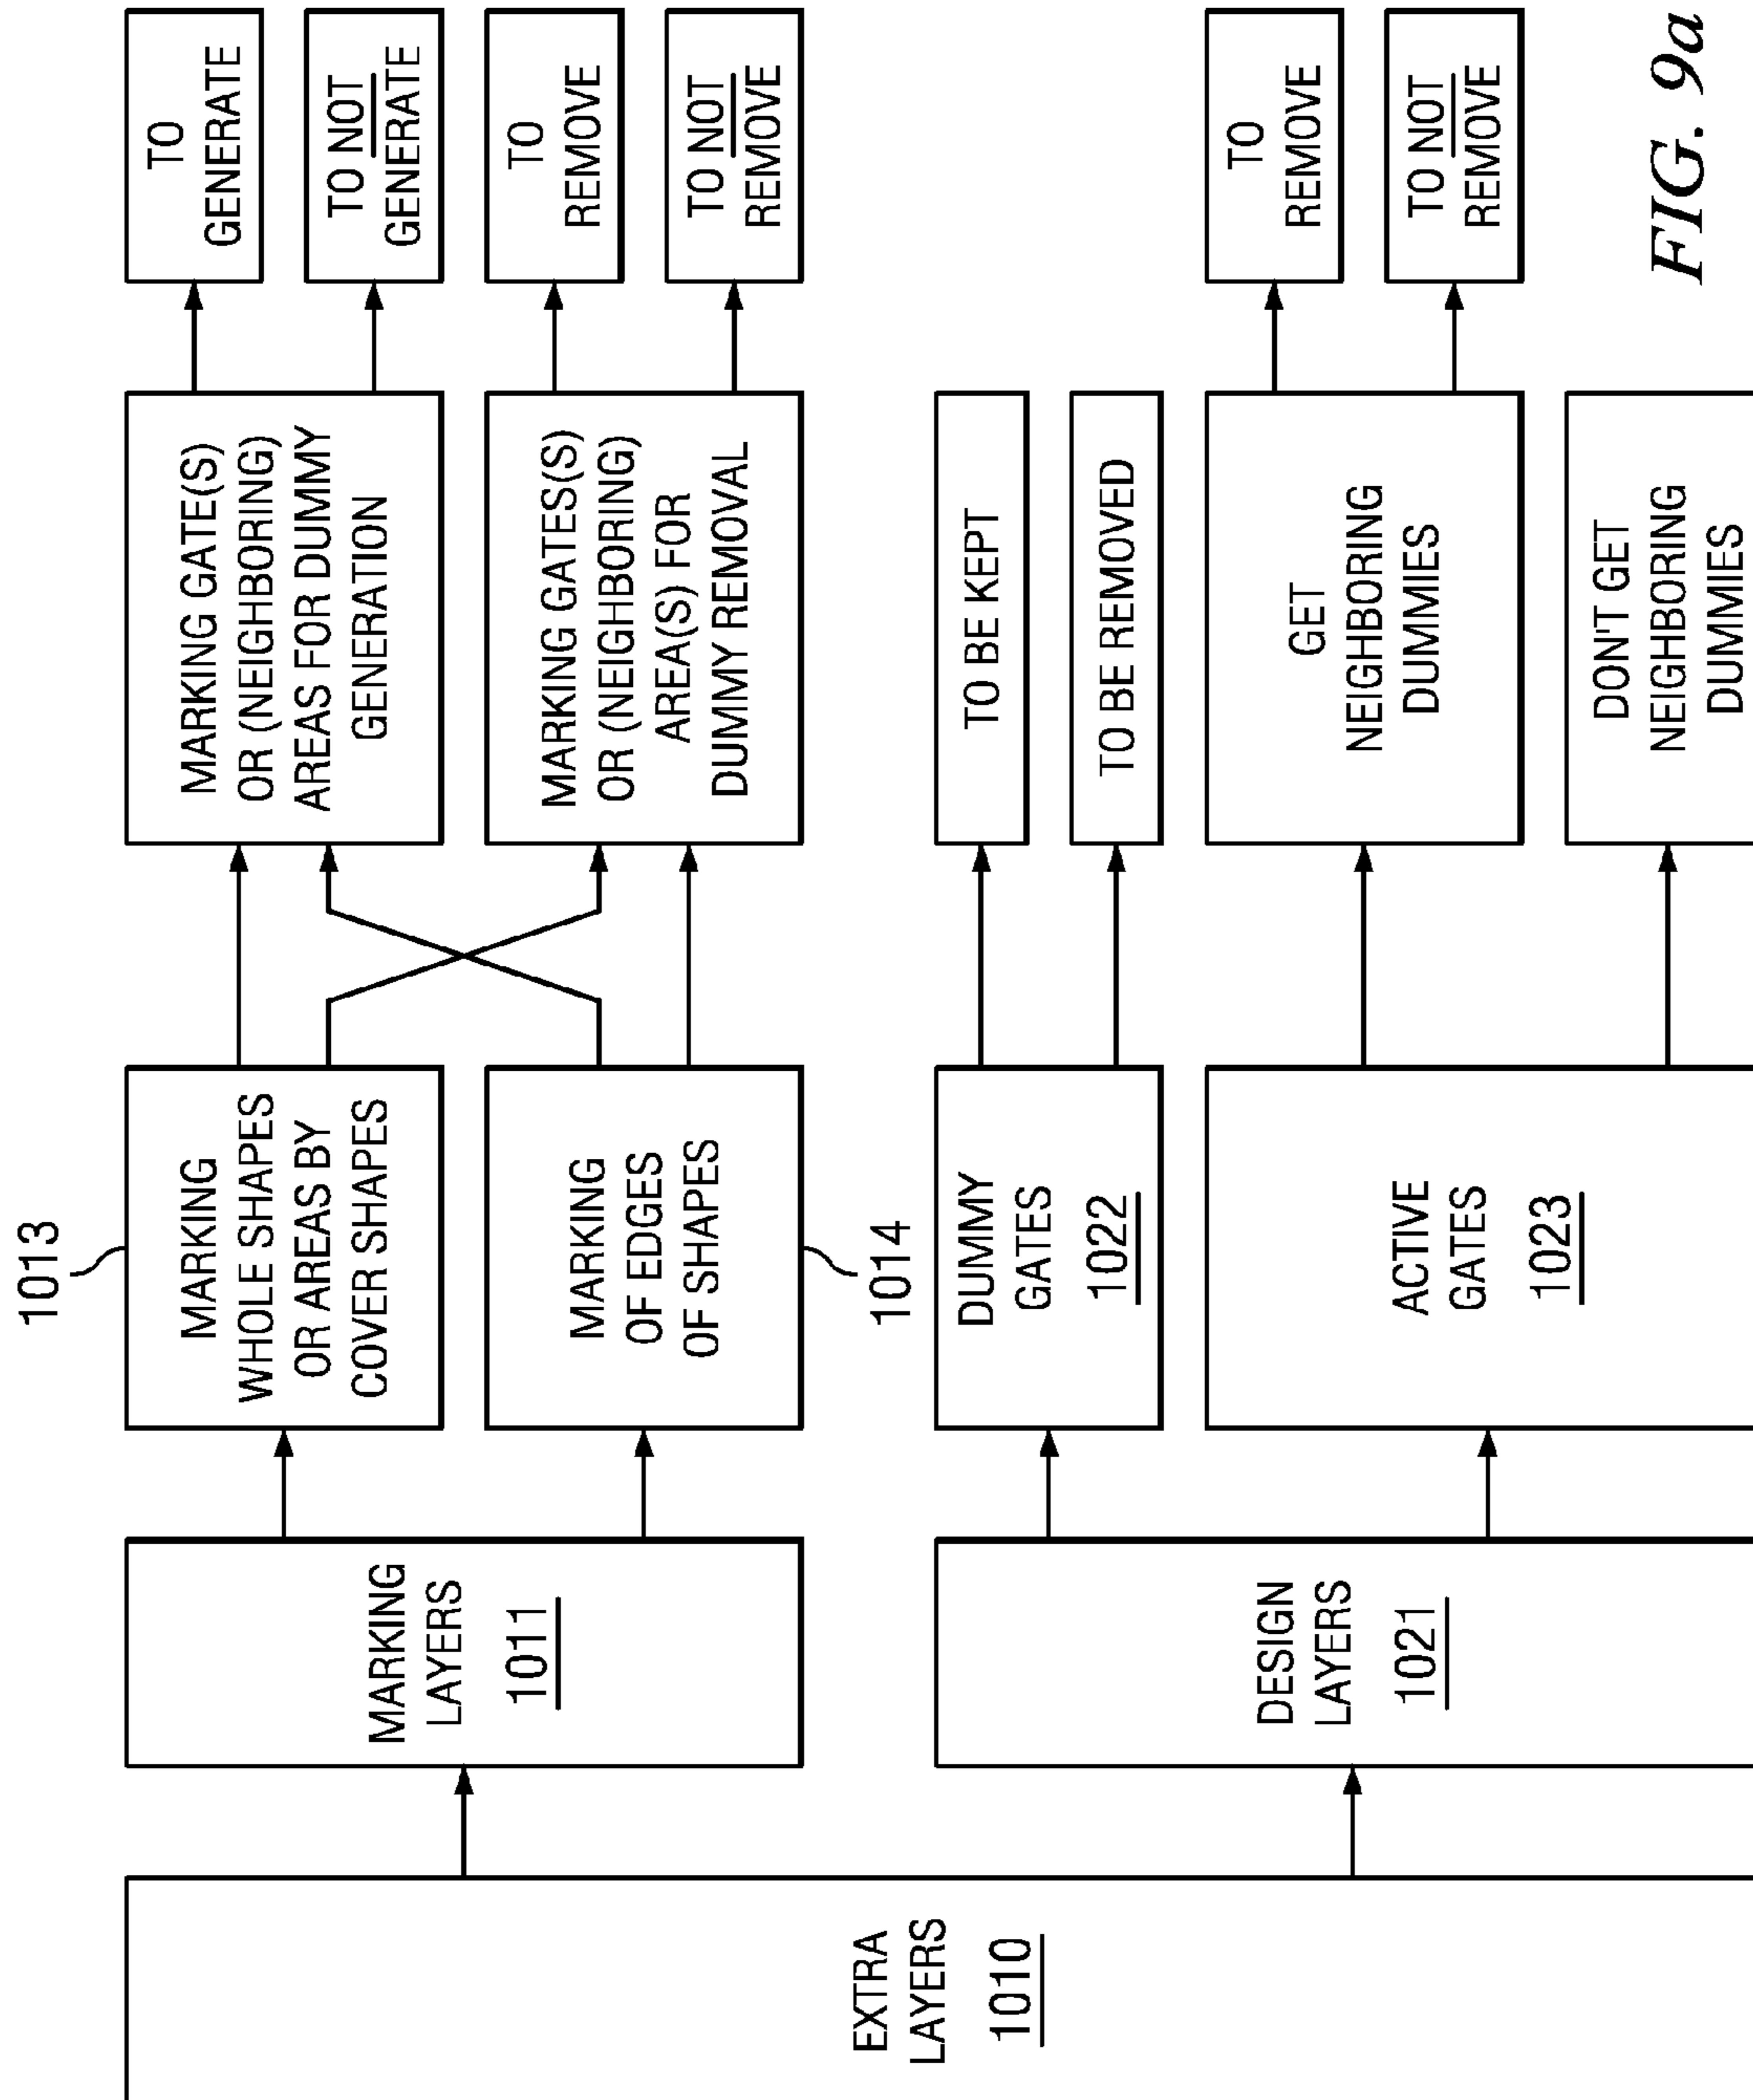 EXTRA
LAYERS
1010
MARKING
LAYERS
1011
DESIGN
LAYERS
1021
1013
MARKING
WHOLE SHAPES
OR AREAS BY
COVER SHAPES
MARKING
OF EDGES
OF SHAPES
1014
DUMMY
GATES
1022
ACTIVE
GATES
1023
MARKING GATE(S)
OR (NEIGHBORING)
AREAS FOR DUMMY
GENERATION
MARKING GATES(S)
OR (NEIGHBORING)
AREA(S) FOR
DUMMY REMOVAL
TO BE KEPT
TO BE REMOVED
GET
NEIGHBORING
DUMMIES
DON'T GET
NEIGHBORING
DUMMIES
TO
GENERATE
TO NOT
GENERATE
TO
REMOVE
TO NOT
REMOVE
TO
REMOVE
TO NOT
REMOVE
FIG. 9a